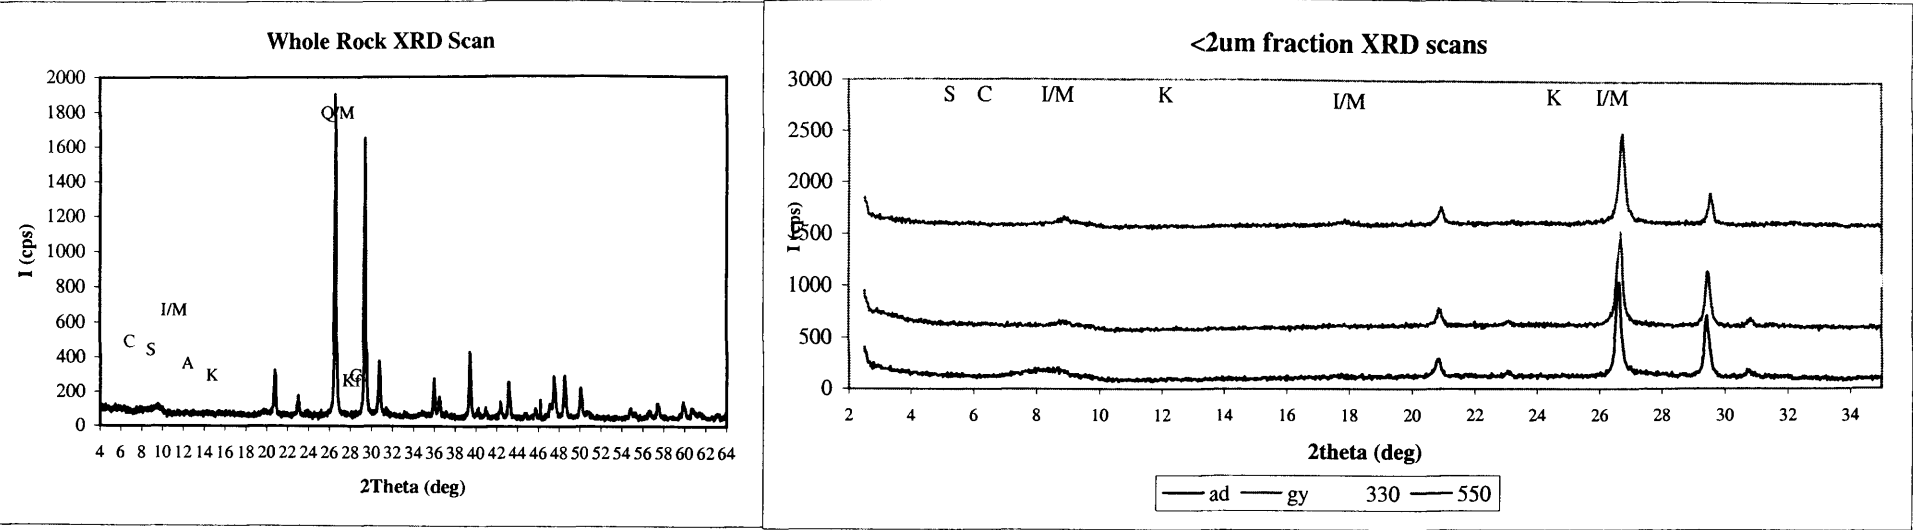 Whole Rock XRD Scan
2000
1800
1600
1400
1200
1000
800
600
400
200
0
I (cps)
Q/M
I/M
C
S
A
K
Kf
C
4 6 8 10 12 14 16 18 20 22 24 26 28 30 32 34 36 38 40 42 44 46 48 50 52 54 56 58 60 62 64
2Theta (deg)
<2um fraction XRD scans
3000
2500
2000
1500
1000
500
0
I (cps)
S C I/M K I/M K I/M
2 4 6 8 10 12 14 16 18 20 22 24 26 28 30 32 34
2theta (deg)
ad gy 330 550